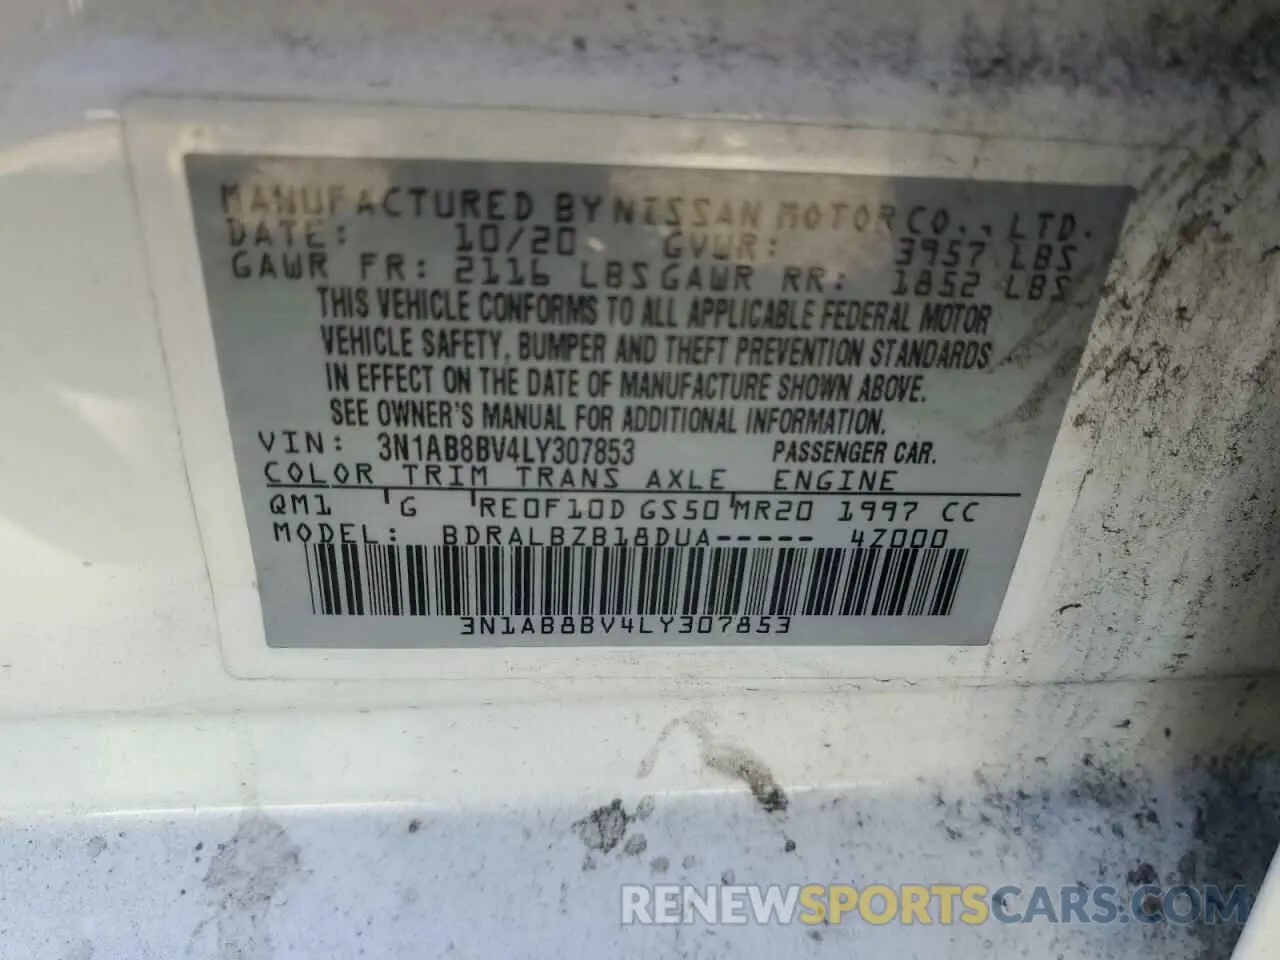 MANUFACTURED BY NISSAN MOTOR CO., LTD.
DATE: 10/20 GVWR: 3957 LBS
GAWR FR: 2116 LBS GAWR RR: 1852 LBS
THIS VEHICLE CONFORMS TO ALL APPLICABLE FEDERAL MOTOR
VEHICLE SAFETY, BUMPER AND THEFT PREVENTION STANDARDS
IN EFFECT ON THE DATE OF MANUFACTURE SHOWN ABOVE.
SEE OWNER'S MANUAL FOR ADDITIONAL INFORMATION.
VIN: 3N1AB8BV4LY307853 PASSENGER CAR.
COLOR TRIM TRANS AXLE ENGINE
QM1 G RE0F10D GS50 MR20 1997 CC
MODEL: BDRALBZB18DUA----- 4Z000
3N1AB8BV4LY307853
RENEWSPORTSCARS.COM